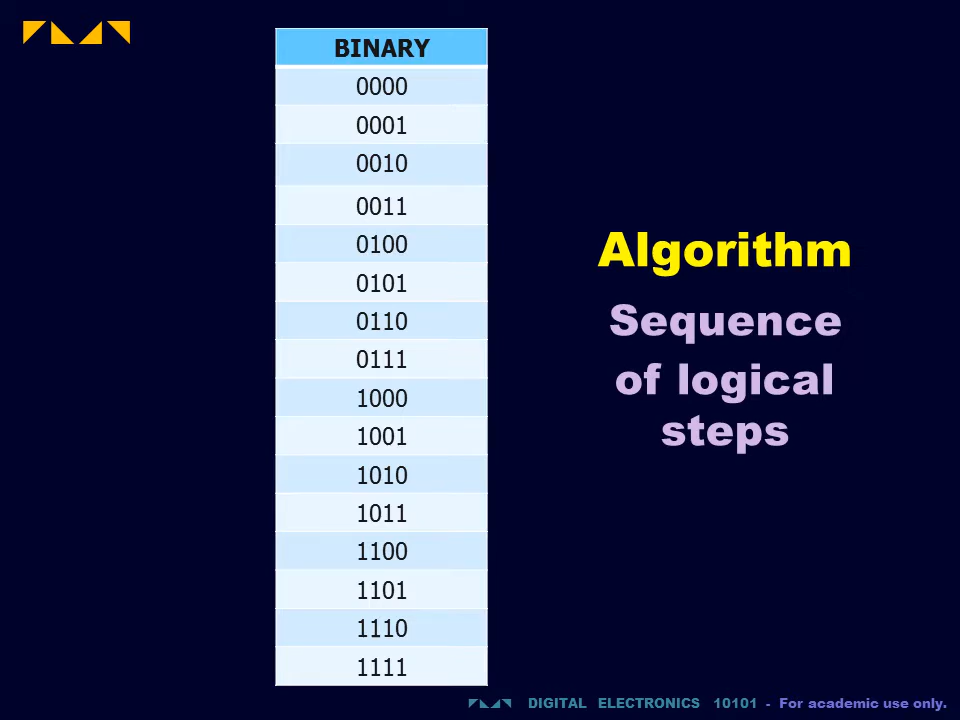 BINARY
0000
0001
0010
0011
0100
0101
0110
0111
1000
1001
1010
1011
1100
1101
1110
1111
Algorithm
Sequence
of logical
steps
DIGITAL ELECTRONICS 10101 - For academic use only.